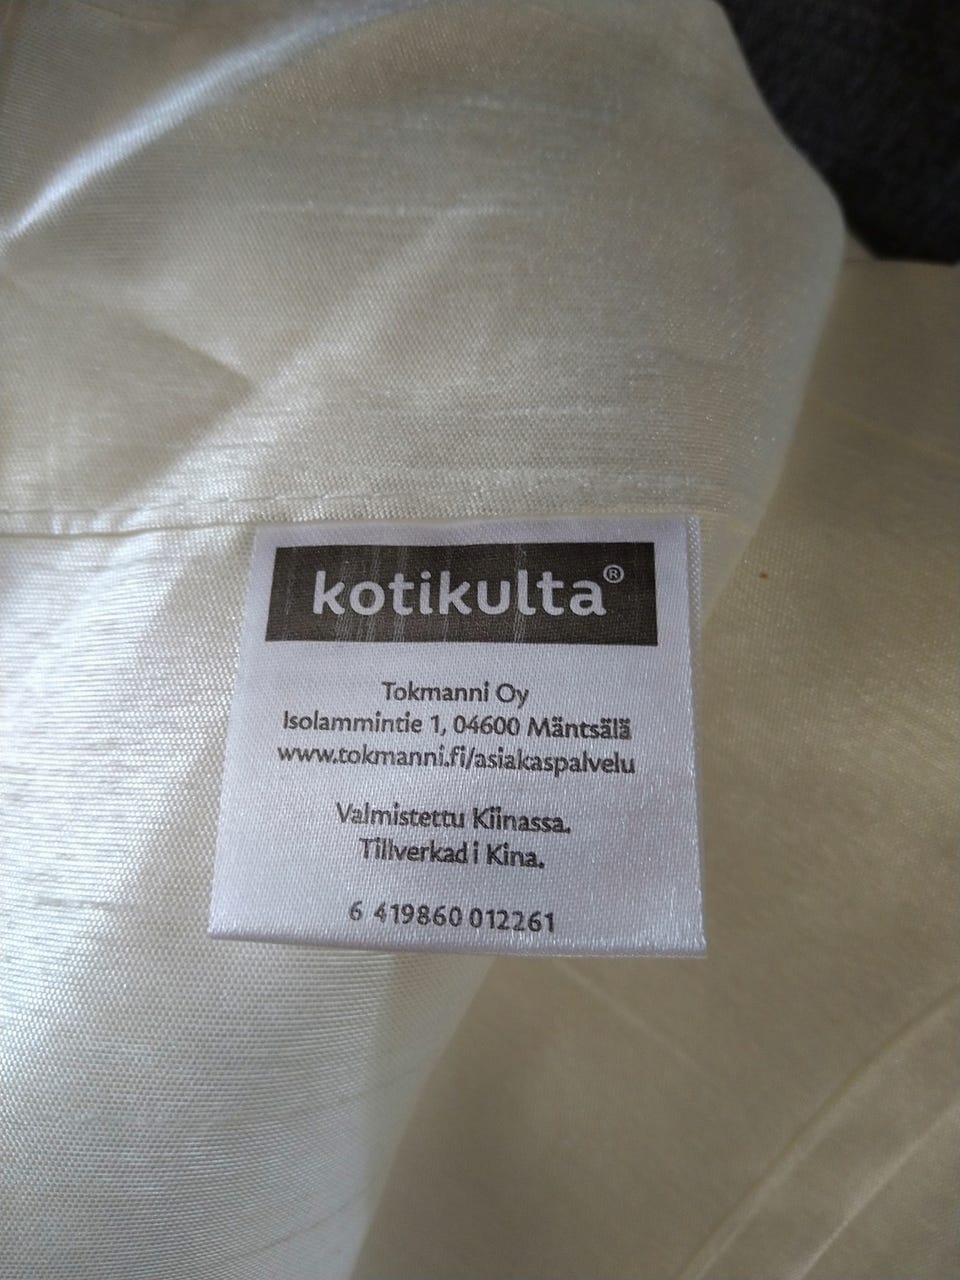 kotikulta®
Tokmanni Oy
Isolammintie 1, 04600 Mäntsälä
www.tokmanni.fi/asiakaspalvelu
Valmistettu Kiinassa.
Tillverkad i Kina.
6 419860 012261